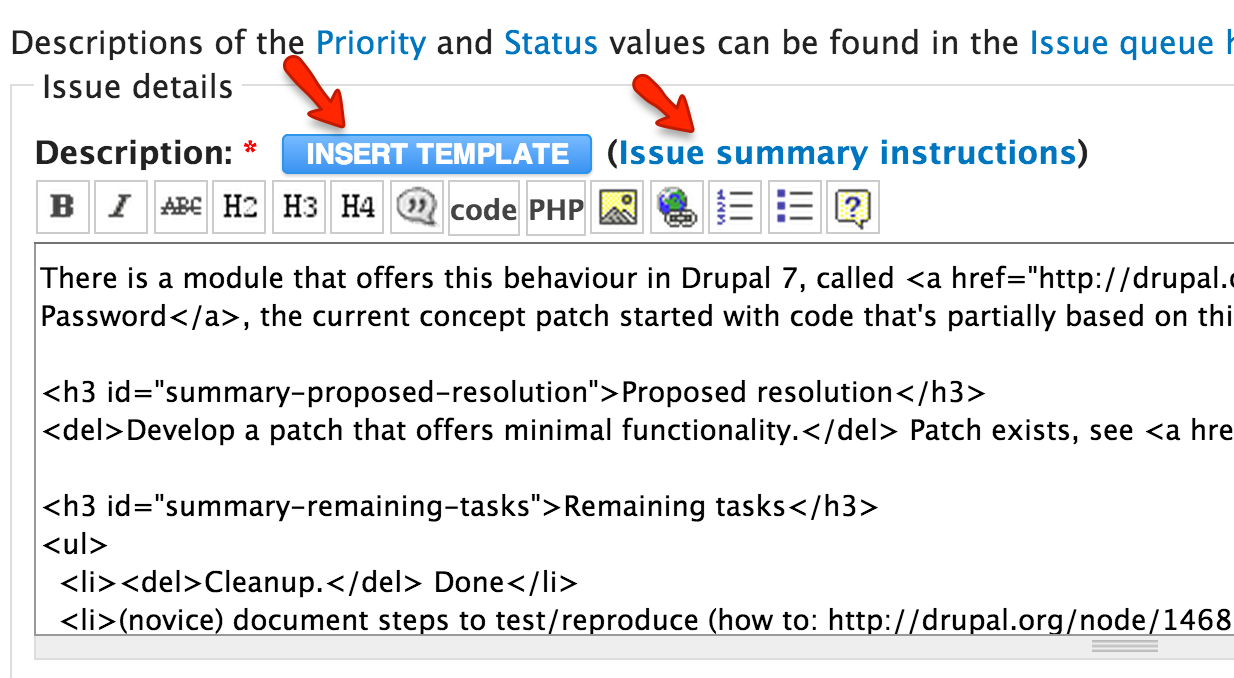 Descriptions of the Priority and Status values can be found in the Issue queue
Issue details
Description: * INSERT TEMPLATE (Issue summary instructions)
B I ABC H2 H3 H4 " code PHP 1 2 3 ?
There is a module that offers this behaviour in Drupal 7, called <a href="http://drupal.
Password</a>, the current concept patch started with code that's partially based on
<h3 id="summary-proposed-resolution">Proposed resolution</h3>
<del>Develop a patch that offers minimal functionality.</del> Patch exists, see <a
<h3 id="summary-remaining-tasks">Remaining tasks</h3>
<ul>
<li><del>Cleanup.</del> Done</li>
<li>(novice) document steps to test/reproduce (how to: http://drupal.org/node/1468